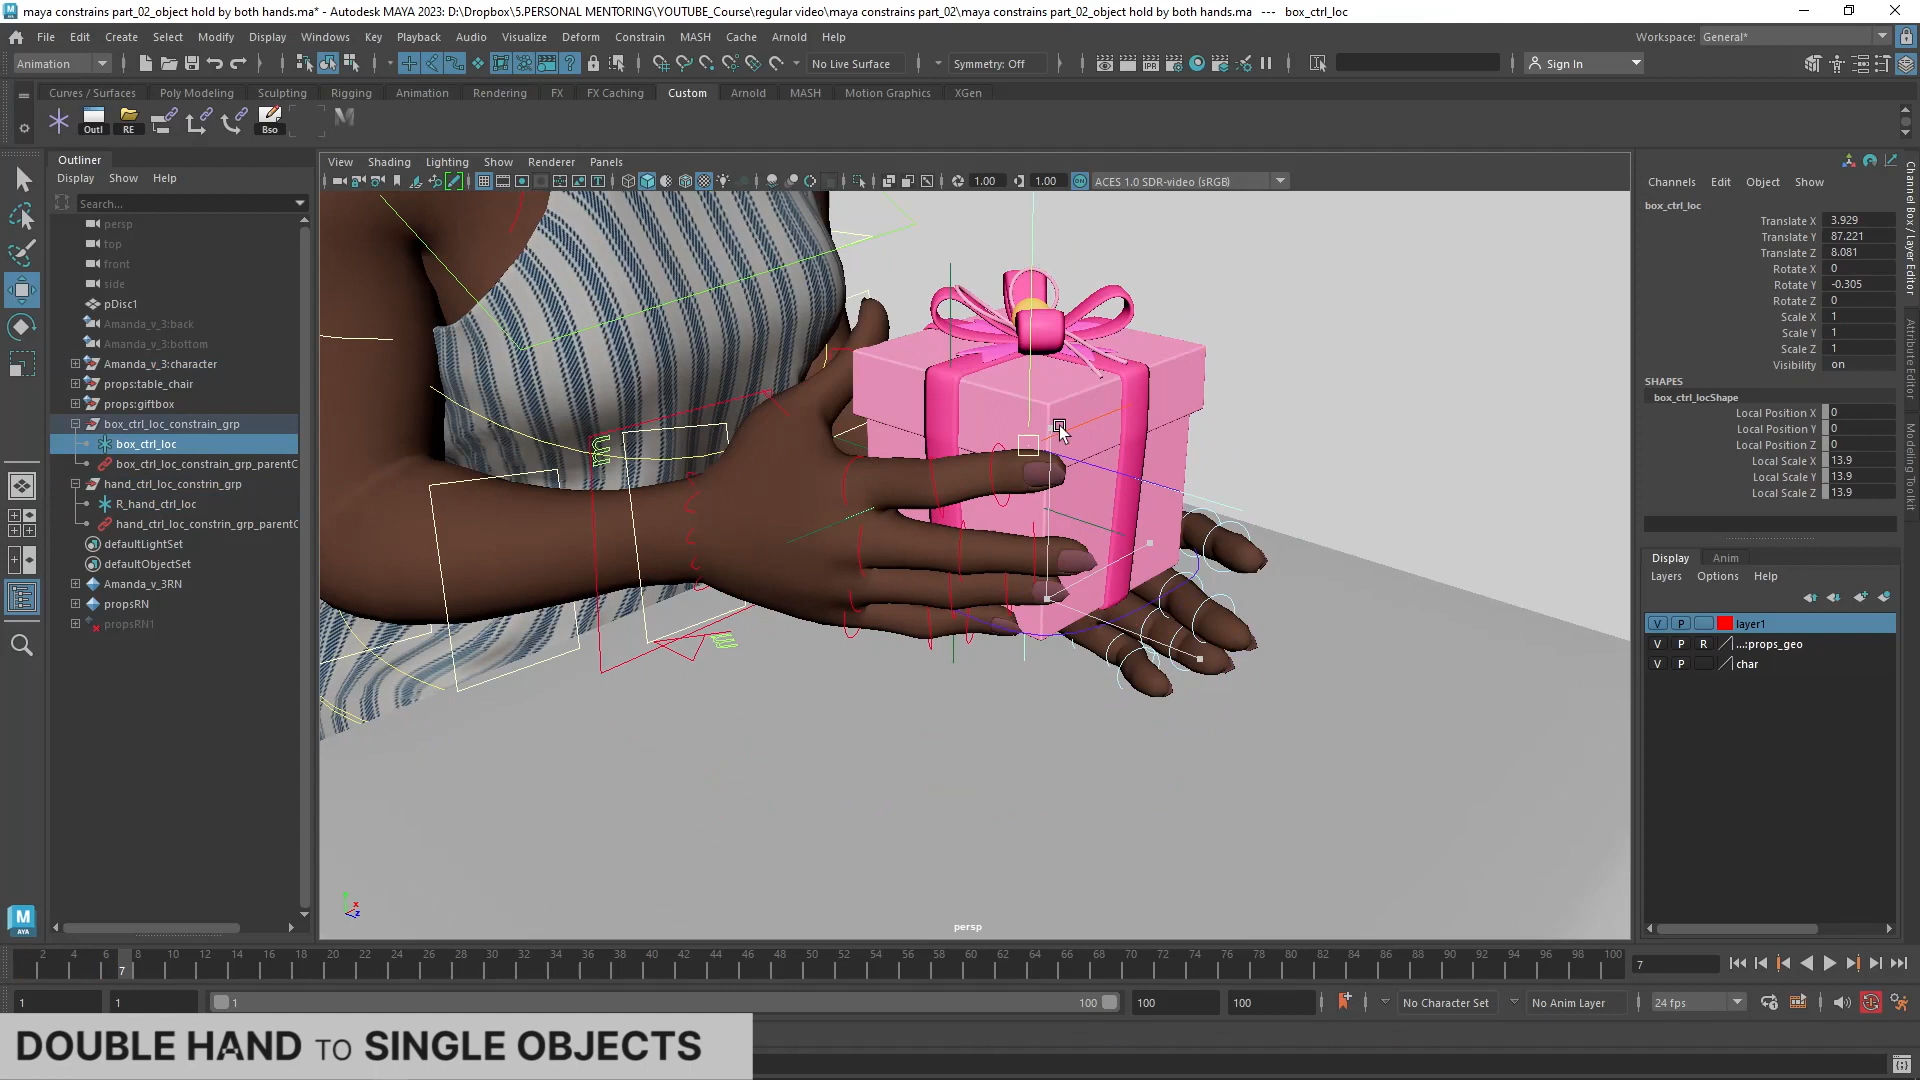 maya constrains part_02_object hold by both hands.ma* - Autodesk MAYA 2023: D:\Dropbox\5.PERSONAL MENTORING\YOUTUBE_Course\regular video\maya constrains part_02\maya constrains part_02_object hold by both hands.ma --- box_ctrl_loc
File Edit Create Select Modify Display Windows Key Playback Audio Visualize Deform Constrain MASH Cache Arnold Help
Workspace: General*
Animation
No Live Surface
Symmetry: Off
Sign In
Curves / Surfaces Poly Modeling Sculpting Rigging Animation Rendering FX FX Caching Custom Arnold MASH Motion Graphics XGen
Outl RE Bso
Outliner
Display Show Help
Search...
persp
top
front
side
pDisc1
Amanda_v_3:back
Amanda_v_3:bottom
Amanda_v_3:character
props:table_chair
props:giftbox
box_ctrl_loc_constrain_grp
box_ctrl_loc
box_ctrl_loc_constrain_grp_parentC
hand_ctrl_loc_constrin_grp
R_hand_ctrl_loc
hand_ctrl_loc_constrin_grp_parentC
defaultLightSet
defaultObjectSet
Amanda_v_3RN
propsRN
propsRN1
AYA
View Shading Lighting Show Renderer Panels
1.00 1.00 ON ACES 1.0 SDR-video (sRGB)
x
z
persp
Channels Edit Object Show
box_ctrl_loc
Translate X 3.929
Translate Y 87.221
Translate Z 8.081
Rotate X 0
Rotate Y -0.305
Rotate Z 0
Scale X 1
Scale Y 1
Scale Z 1
Visibility on
SHAPES
box_ctrl_locShape
Local Position X 0
Local Position Y 0
Local Position Z 0
Local Scale X 13.9
Local Scale Y 13.9
Local Scale Z 13.9
Display Anim
Layers Options Help
V P layer1
V P R ...:props_geo
V P char
Channel Box / Layer Editor
Attribute Editor
Modeling Toolkit
2 4 6 8 10 12 14 16 18 20 22 24 26 28 30 32 34 36 38 40 42 44 46 48 50 52 54 56 58 60 62 64 66 68 70 72 74 76 78 80 82 84 86 88 90 92 94 96 98 100
7
7
1 1 1 100 100 100
No Character Set
No Anim Layer
24 fps
DOUBLE HAND TO SINGLE OBJECTS